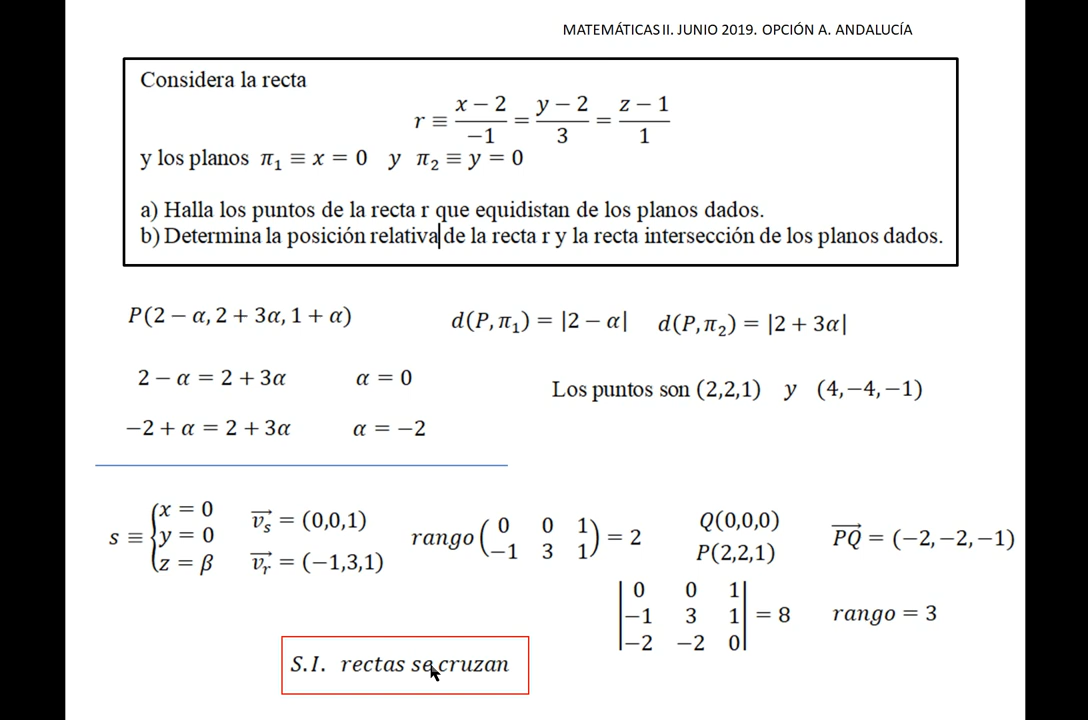 MATEMÁTICAS II. JUNIO 2019. OPCIÓN A. ANDALUCÍA
Considera la recta
r ≡ (x − 2)/(−1) = (y − 2)/3 = (z − 1)/1
y los planos π₁ ≡ x = 0 y π₂ ≡ y = 0
a) Halla los puntos de la recta r que equidistan de los planos dados.
b) Determina la posición relativa de la recta r y la recta intersección de los planos dados.
P(2 − α, 2 + 3α, 1 + α) d(P, π₁) = |2 − α| d(P, π₂) = |2 + 3α|
2 − α = 2 + 3α α = 0
Los puntos son (2,2,1) y (4,−4,−1)
−2 + α = 2 + 3α α = −2
s ≡ { x = 0
y = 0
z = β
v⃗ₛ = (0,0,1)
v⃗ᵣ = (−1,3,1)
rango ( 0 0 1
−1 3 1 ) = 2
Q(0,0,0)
P(2,2,1)
P⃗Q⃗ = (−2,−2,−1)
| 0 0 1 |
| −1 3 1 | = 8 rango = 3
| −2 −2 0 |
S.I. rectas se cruzan